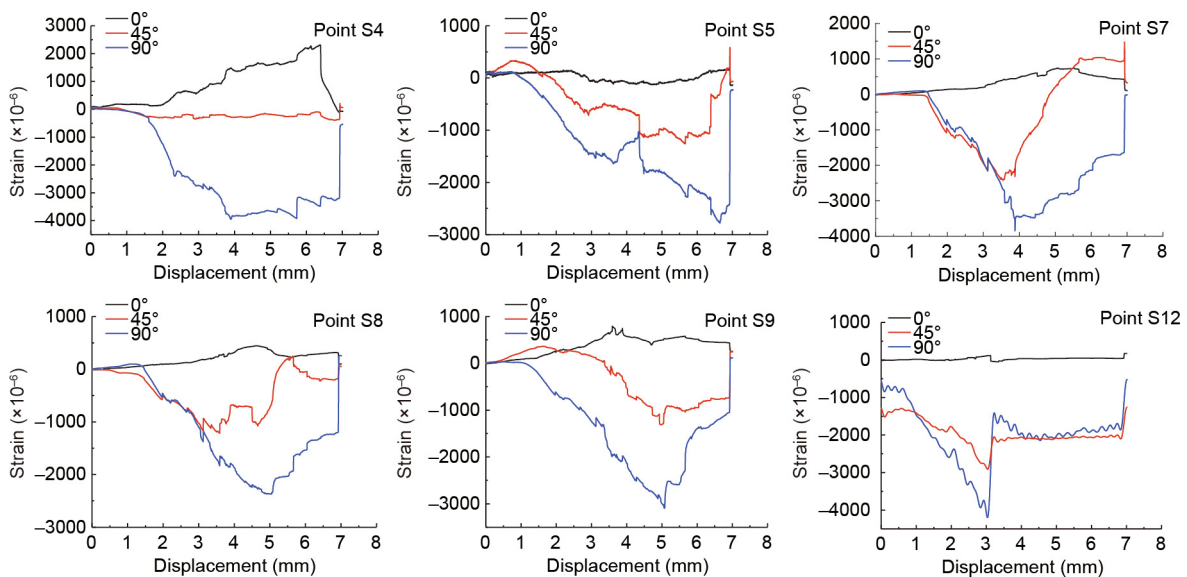 Point S4
0°
45°
90°
Strain (×10⁻⁶)
3000
2000
1000
0
–1000
–2000
–3000
–4000
0 1 2 3 4 5 6 7 8
Displacement (mm)
Point S5
0°
45°
90°
Strain (×10⁻⁶)
1000
0
–1000
–2000
–3000
0 1 2 3 4 5 6 7 8
Displacement (mm)
Point S7
0°
45°
90°
Strain (×10⁻⁶)
2000
1000
0
–1000
–2000
–3000
–4000
0 1 2 3 4 5 6 7 8
Displacement (mm)
Point S8
0°
45°
90°
Strain (×10⁻⁶)
1000
0
–1000
–2000
–3000
0 1 2 3 4 5 6 7 8
Displacement (mm)
Point S9
0°
45°
90°
Strain (×10⁻⁶)
1000
0
–1000
–2000
–3000
0 1 2 3 4 5 6 7 8
Displacement (mm)
Point S12
0°
45°
90°
Strain (×10⁻⁶)
1000
0
–1000
–2000
–3000
–4000
0 1 2 3 4 5 6 7 8
Displacement (mm)